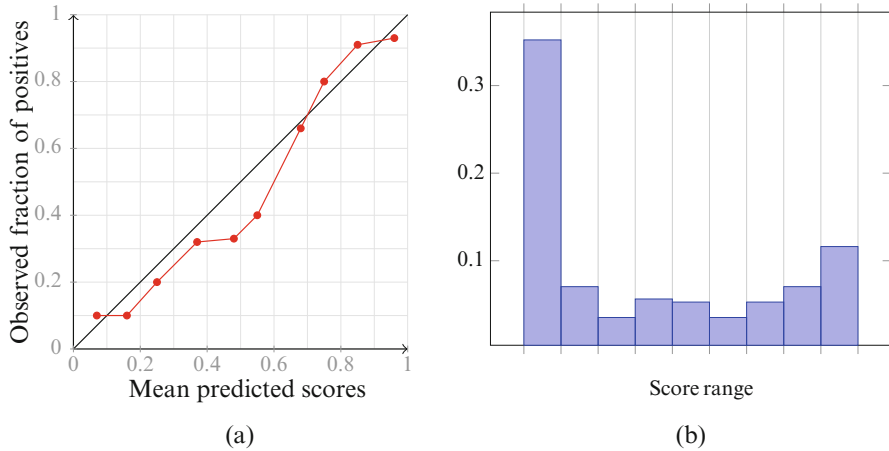 Observed fraction of positives
1
0.8
0.6
0.4
0.2
0
0 0.2 0.4 0.6 0.8 1
Mean predicted scores
(a)
0.3
0.2
0.1
Score range
(b)